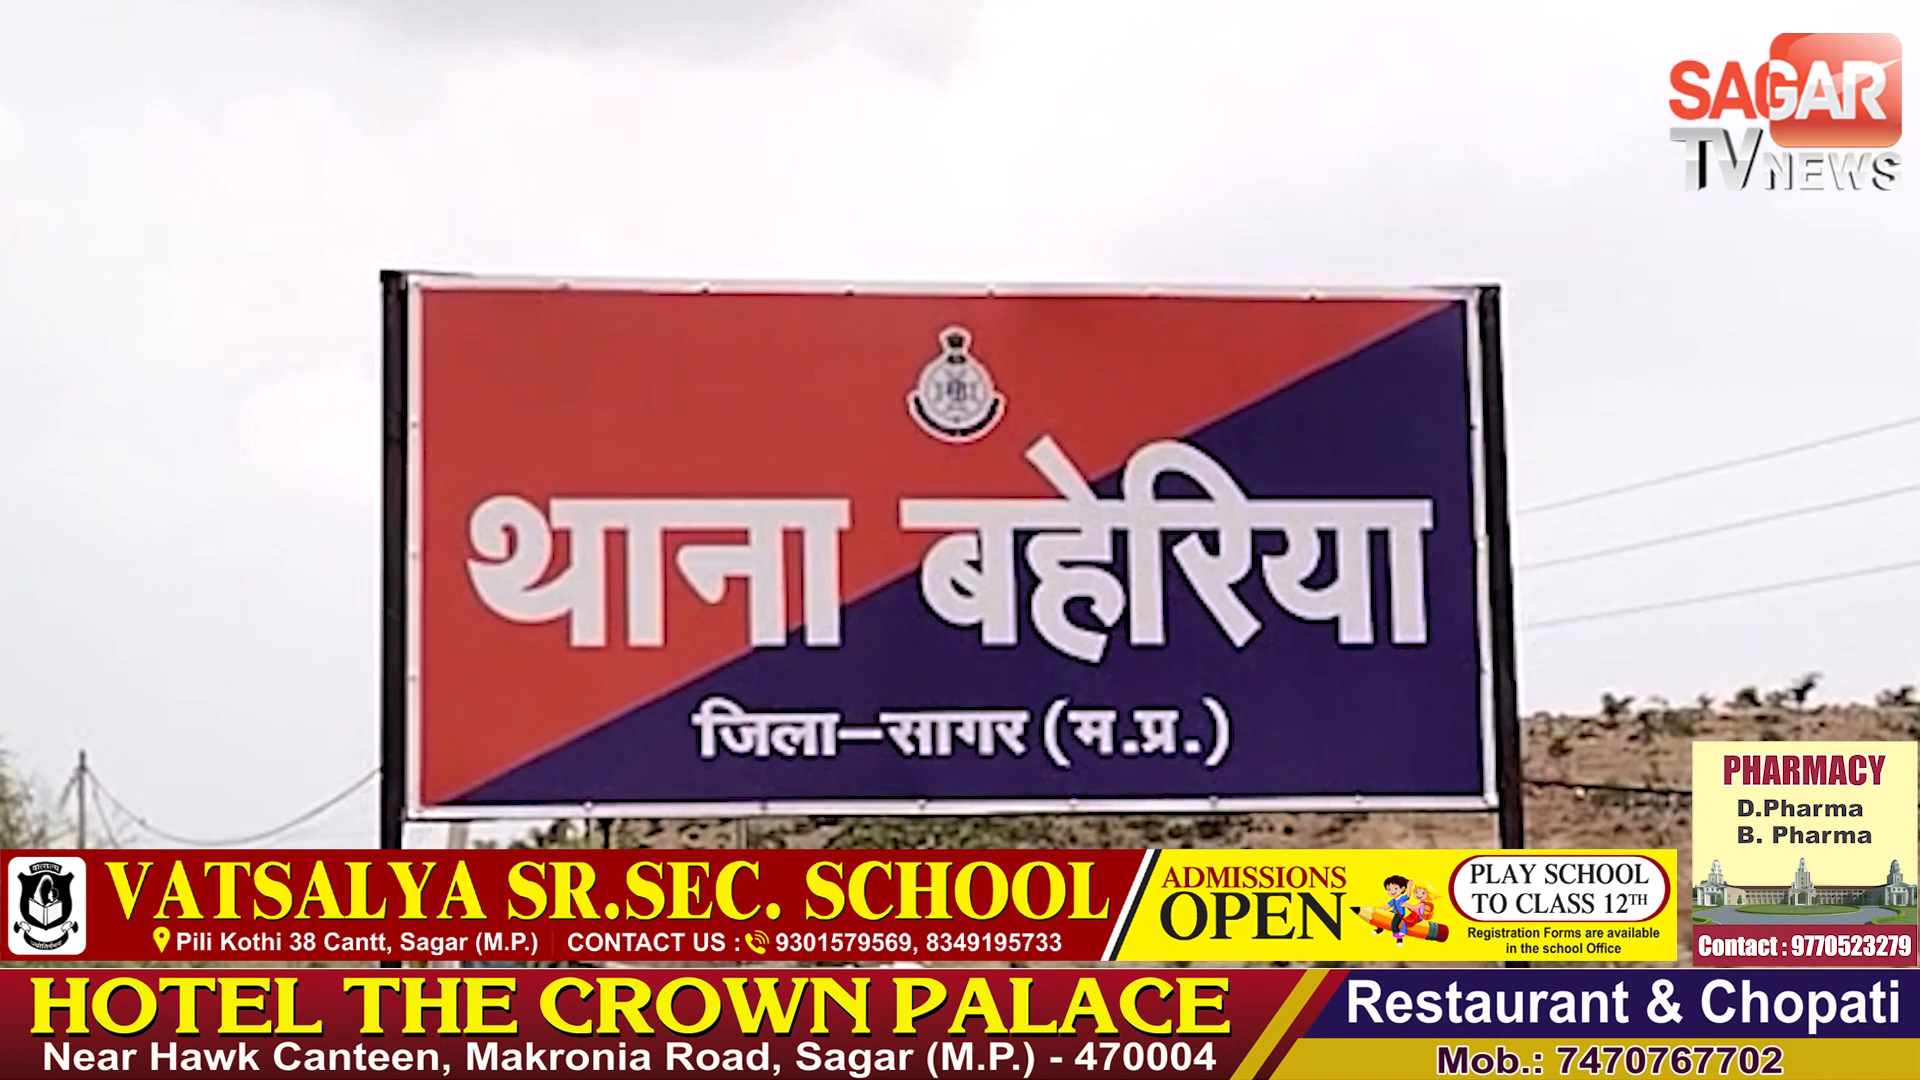 SAGAR
TV NEWS
थाना बहेरिया
जिला–सागर (म.प्र.)
PHARMACY
D.Pharma
B. Pharma
Contact : 9770523279
VATSALYA SR.SEC. SCHOOL
Pili Kothi 38 Cantt, Sagar (M.P.) | CONTACT US : 9301579569, 8349195733
ADMISSIONS
OPEN
PLAY SCHOOL
TO CLASS 12TH
Registration Forms are available
in the school Office
HOTEL THE CROWN PALACE
Near Hawk Canteen, Makronia Road, Sagar (M.P.) - 470004
Restaurant & Chopati
Mob.: 7470767702